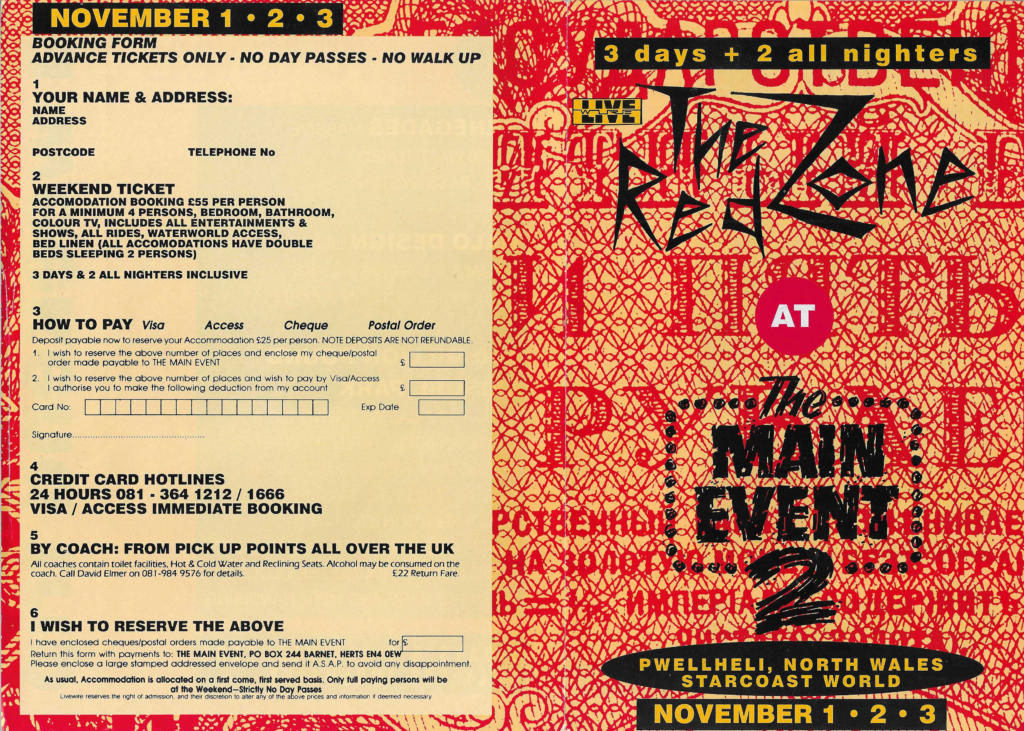 NOVEMBER 1 • 2 • 3
BOOKING FORM
ADVANCE TICKETS ONLY - NO DAY PASSES - NO WALK UP
1
YOUR NAME & ADDRESS:
NAME
ADDRESS
POSTCODE TELEPHONE No
2
WEEKEND TICKET
ACCOMODATION BOOKING £55 PER PERSON
FOR A MINIMUM 4 PERSONS, BEDROOM, BATHROOM,
COLOUR TV, INCLUDES ALL ENTERTAINMENTS &
SHOWS, ALL RIDES, WATERWORLD ACCESS,
BED LINEN (ALL ACCOMODATIONS HAVE DOUBLE
BEDS SLEEPING 2 PERSONS)
3 DAYS & 2 ALL NIGHTERS INCLUSIVE
3
HOW TO PAY Visa Access Cheque Postal Order
Deposit payable now to reserve your Accommodation £25 per person. NOTE DEPOSITS ARE NOT REFUNDABLE.
1. I wish to reserve the above number of places and enclose my cheque/postal
order made payable to THE MAIN EVENT £
2. I wish to reserve the above number of places and wish to pay by Visa/Access
I authorise you to make the following deduction from my account £
Card No: Exp Date
Signature..............................................
4
CREDIT CARD HOTLINES
24 HOURS 081 - 364 1212 / 1666
VISA / ACCESS IMMEDIATE BOOKING
5
BY COACH: FROM PICK UP POINTS ALL OVER THE UK
All coaches contain toilet facilities, Hot & Cold Water and Reclining Seats. Alcohol may be consumed on the
coach. Call David Elmer on 081-984 9576 for details. £22 Return Fare.
6
I WISH TO RESERVE THE ABOVE
I have enclosed cheques/postal orders made payable to THE MAIN EVENT for £
Return this form with payments to: THE MAIN EVENT, PO BOX 244 BARNET, HERTS EN4 0EW
Please enclose a large stamped addressed envelope and send it A.S.A.P. to avoid any disappointment.
As usual, Accommodation is allocated on a first come, first served basis. Only full paying persons will be
at the Weekend—Strictly No Day Passes
Livewire reserves the right of admission, and their discretion to alter any of the above prices and information if deemed necessary
3 days + 2 all nighters
LIVE
WIRE
The
Red Zone
И ПЯТЬ
AT
The
MAIN
EVENT
2
НА ЗОЛОТУЮ
PWELLHELI, NORTH WALES
STARCOAST WORLD
NOVEMBER 1 • 2 • 3